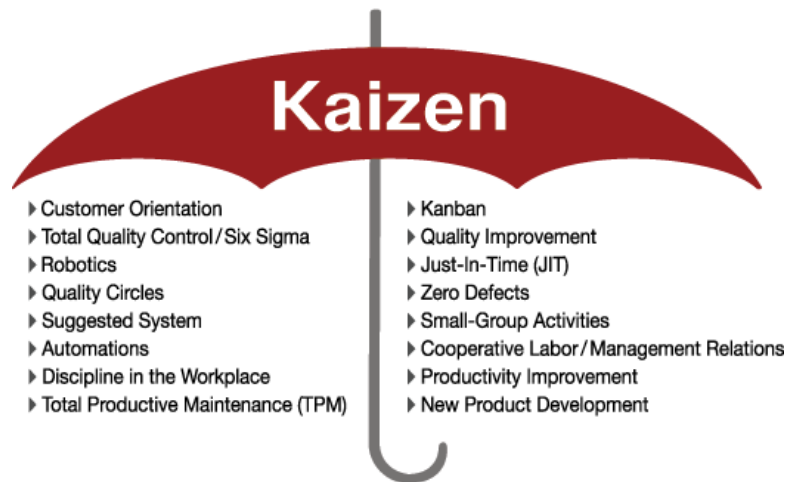 Kaizen
Customer Orientation
Total Quality Control/Six Sigma
Robotics
Quality Circles
Suggested System
Automations
Discipline in the Workplace
Total Productive Maintenance (TPM)
Kanban
Quality Improvement
Just-In-Time (JIT)
Zero Defects
Small-Group Activities
Cooperative Labor/Management Relations
Productivity Improvement
New Product Development